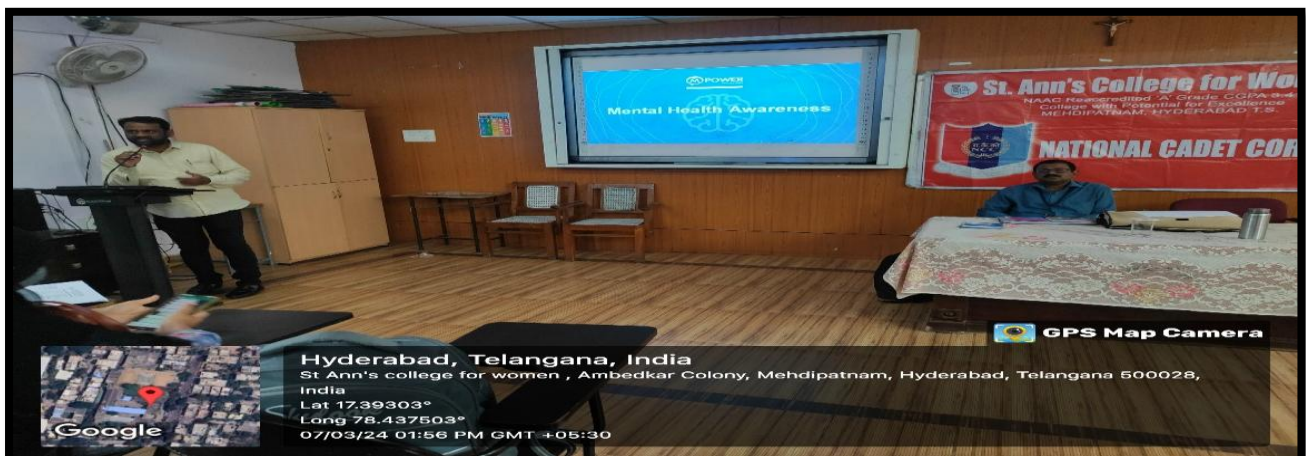 MPOWER
Mental Health Awareness
St. Ann's College for Wo
NAAC Reaccredited 'A' Grade CGPA 3.4
College with Potential for Excellence
MEHDIPATNAM, HYDERABAD T.S.
NCC
NATIONAL CADET COR
GPS Map Camera
Hyderabad, Telangana, India
St Ann's college for women , Ambedkar Colony, Mehdipatnam, Hyderabad, Telangana 500028,
India
Lat 17.39303°
Long 78.437503°
07/03/24 01:56 PM GMT +05:30
Google